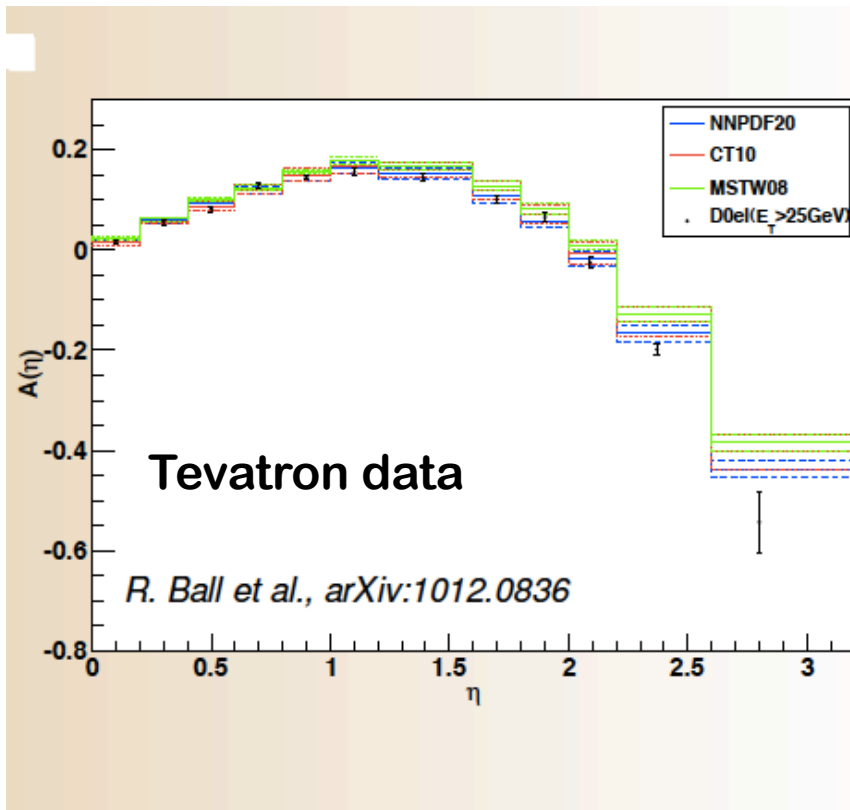 NNPDF20
CT10
MSTW08
D0el(E_T>25GeV)
0.2
0
-0.2
-0.4
-0.6
-0.8
A(η)
Tevatron data
R. Ball et al., arXiv:1012.0836
0 0.5 1 1.5 2 2.5 3
η